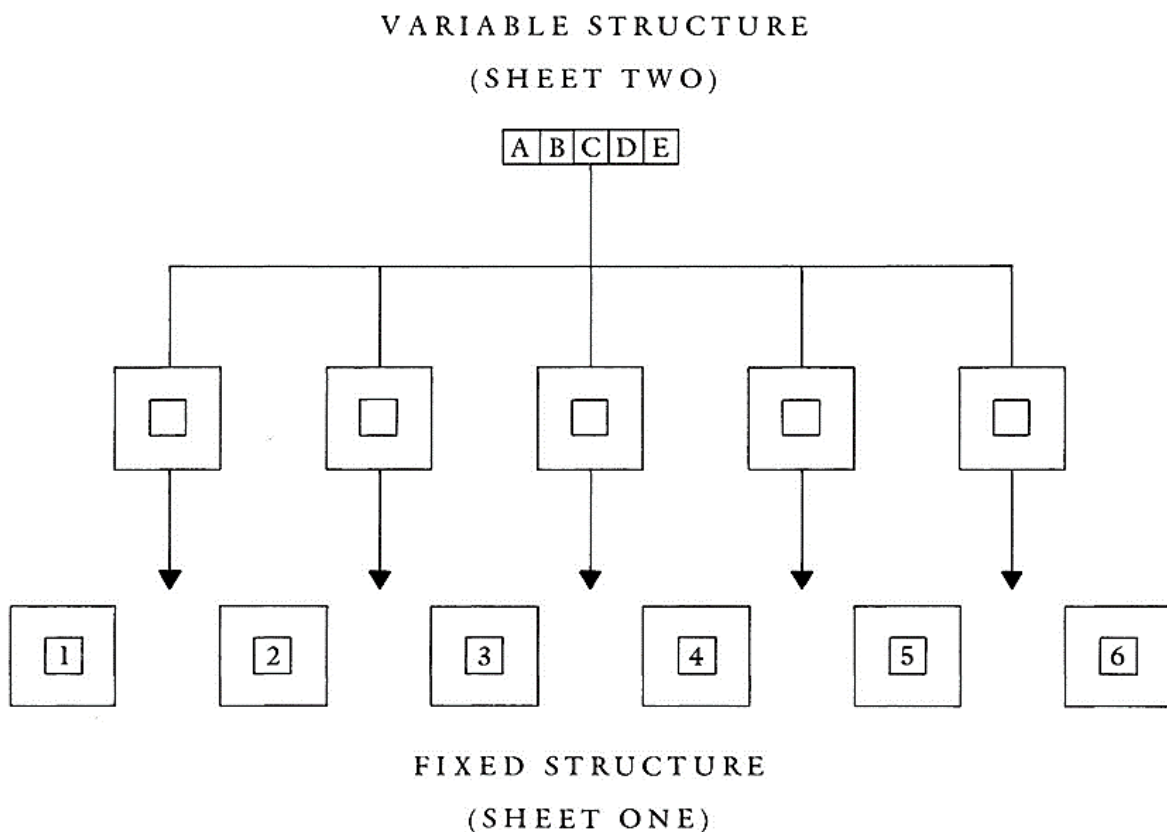 VARIABLE STRUCTURE
(SHEET TWO)
A B C D E
1 2 3 4 5 6
FIXED STRUCTURE
(SHEET ONE)